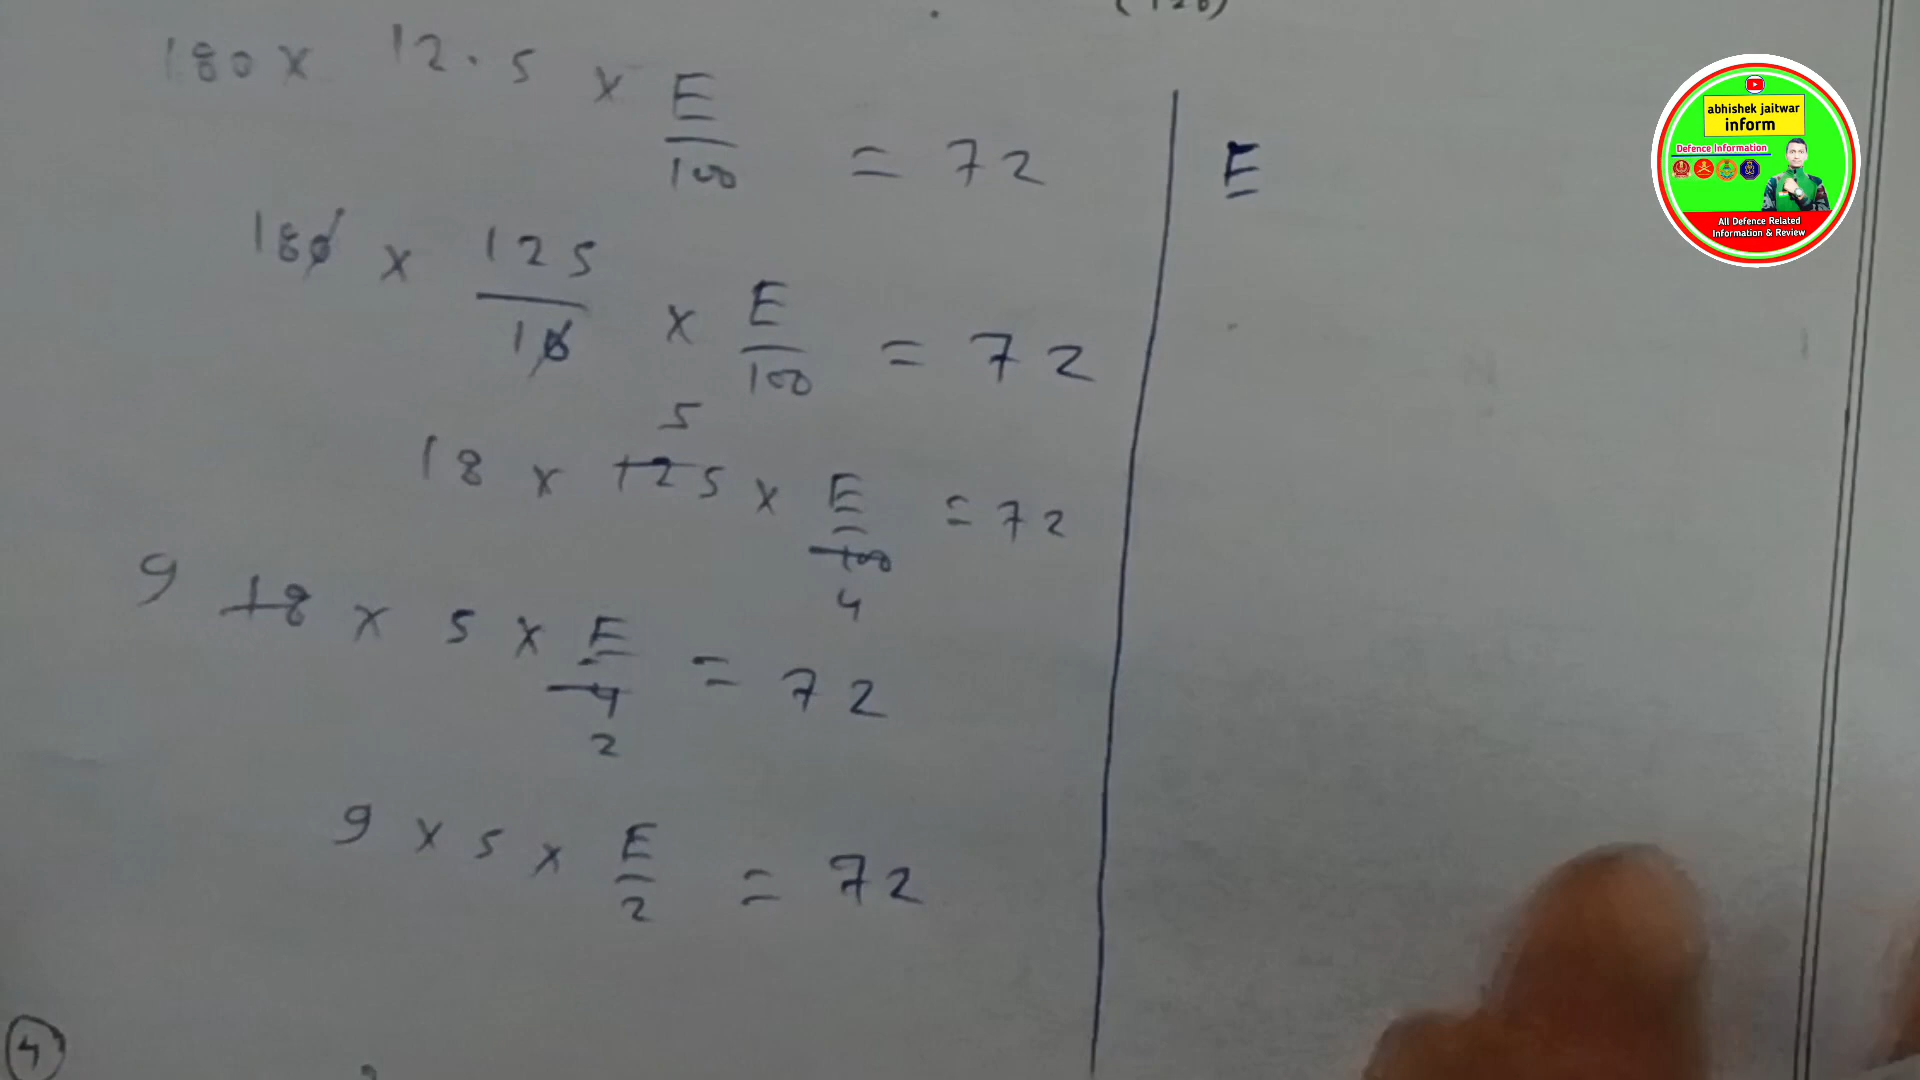 (126)
180 x 12.5 x E/100 = 72
180 x 125/10 x E/100 = 72
5
18 x 125 x E/100 = 72
4
9 18 x 5 x E/4 = 72
2
9 x 5 x E/2 = 72
4
E
abhishek jaitwar
inform
Defence Information
All Defence Related
Information & Review